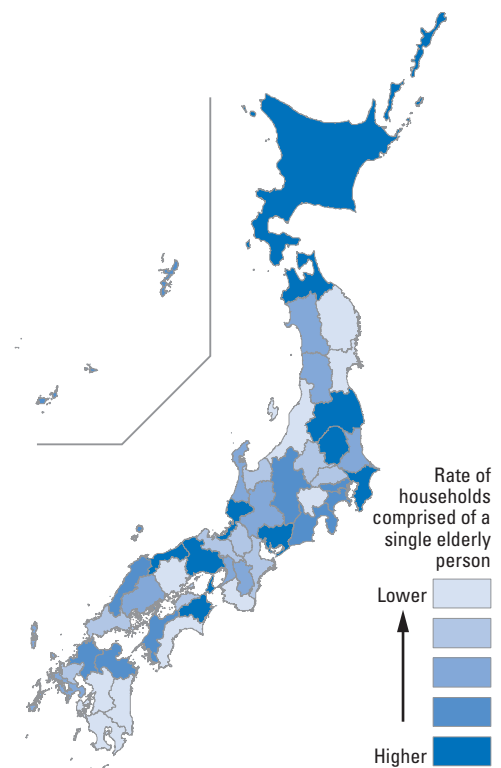 Rate of
households
comprised of a
single elderly
person
Lower
Higher